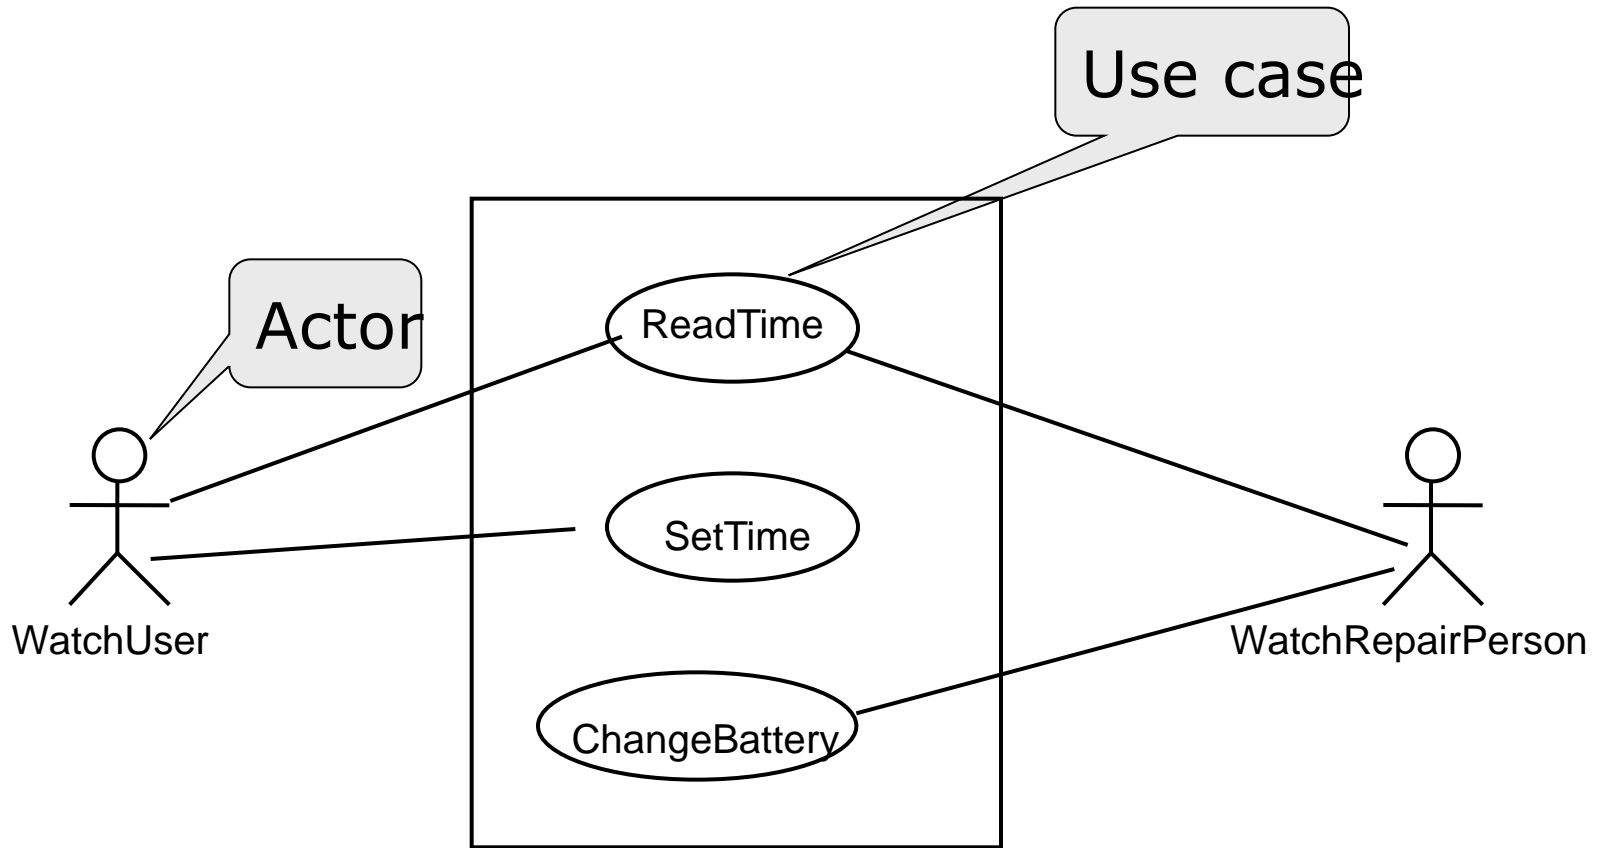 Use case
Actor
ReadTime
SetTime
WatchUser
WatchRepairPerson
ChangeBattery